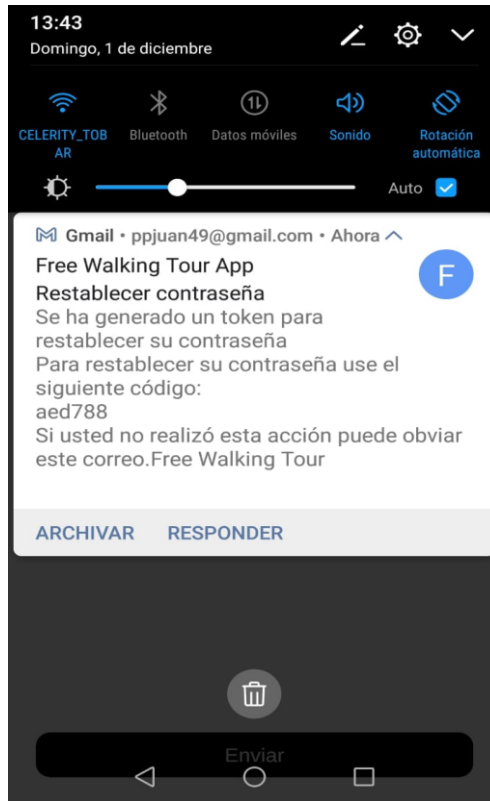 13:43
Domingo, 1 de diciembre
CELERITY_TOB
AR
Bluetooth
Datos móviles
Sonido
Rotación
automática
Auto
Gmail • ppjuan49@gmail.com • Ahora
F
Free Walking Tour App
Restablecer contraseña
Se ha generado un token para
restablecer su contraseña
Para restablecer su contraseña use el
siguiente código:
aed788
Si usted no realizó esta acción puede obviar
este correo.Free Walking Tour
ARCHIVAR RESPONDER
Enviar